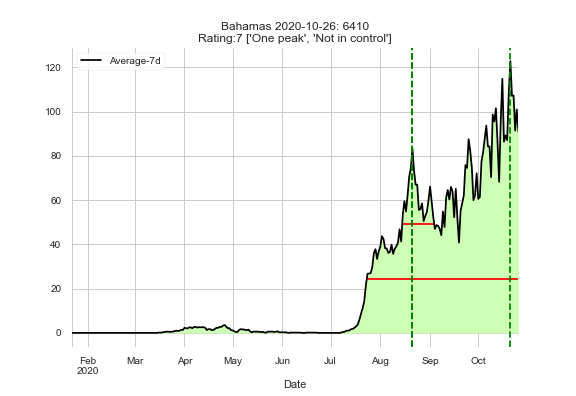 Bahamas 2020-10-26: 6410
Rating:7 ['One peak', 'Not in control']
Average-7d
120
100
80
60
40
20
0
Feb Mar Apr May Jun Jul Aug Sep Oct
2020
Date